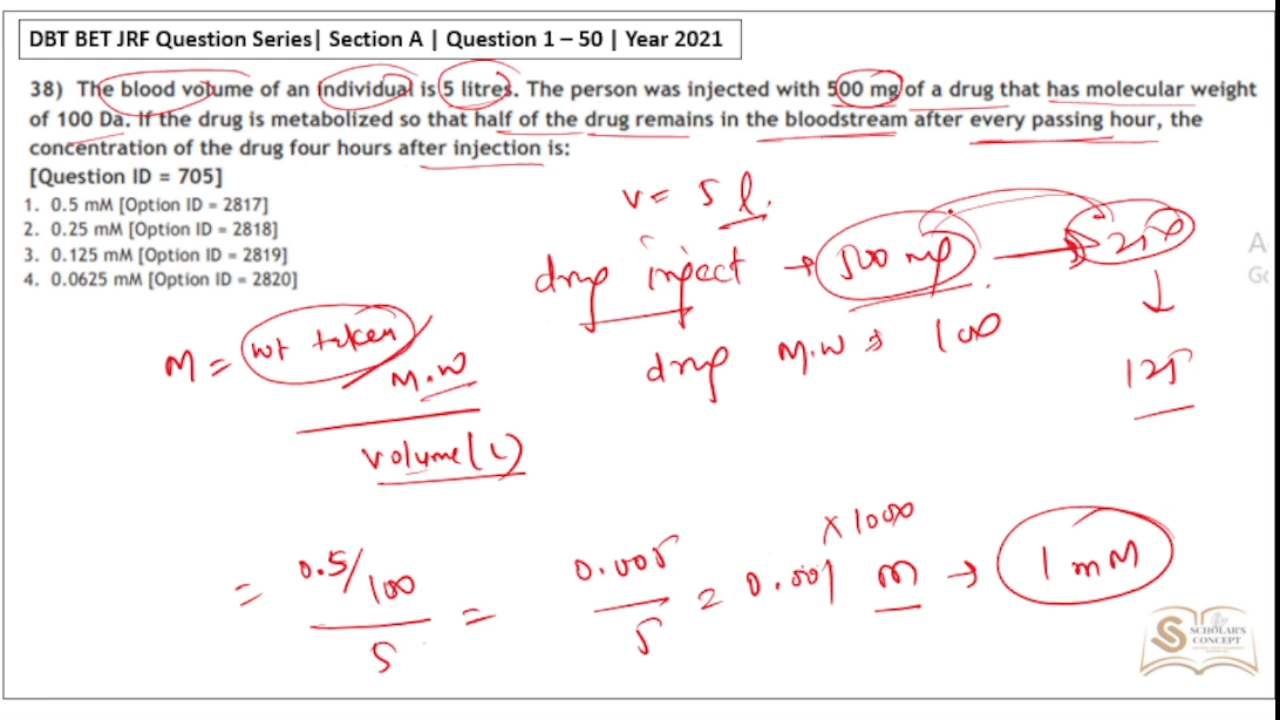 DBT BET JRF Question Series| Section A | Question 1 – 50 | Year 2021
38) The blood volume of an individual is 5 litres. The person was injected with 500 mg of a drug that has molecular weight
of 100 Da. If the drug is metabolized so that half of the drug remains in the bloodstream after every passing hour, the
concentration of the drug four hours after injection is:
[Question ID = 705]
1. 0.5 mM [Option ID = 2817]
2. 0.25 mM [Option ID = 2818]
3. 0.125 mM [Option ID = 2819]
4. 0.0625 mM [Option ID = 2820]
v = 5 l.
drug inject → 500 mg → 250
drug M.W ⇒ 100
125
M = wt taken /
M.W
volume (L)
= 0.5/100
5
= 0.005
5
= 0.001 M × 1000 → 1 mM
SCHOLAR'S
CONCEPT